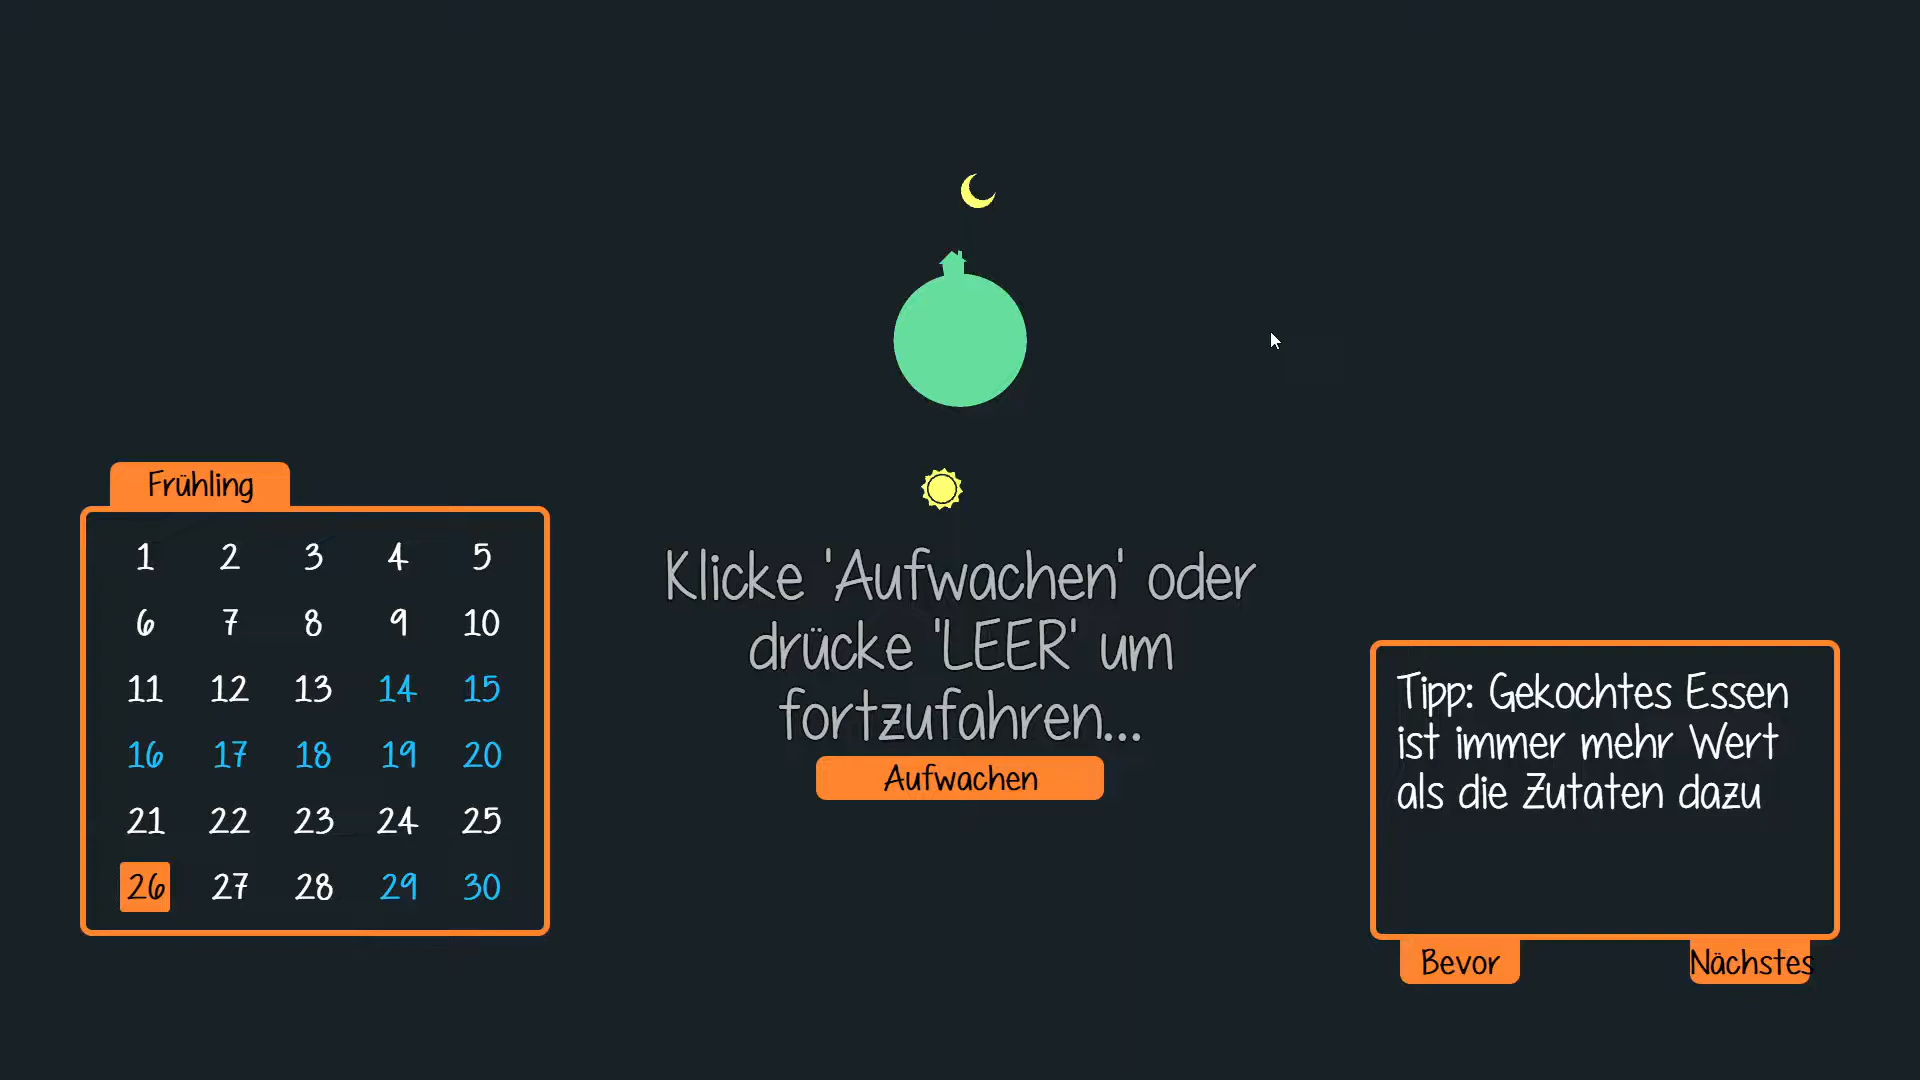 Frühling
1 2 3 4 5
6 7 8 9 10
11 12 13 14 15
16 17 18 19 20
21 22 23 24 25
26 27 28 29 30
Klicke 'Aufwachen' oder
drücke 'LEER' um
fortzufahren...
Aufwachen
Tipp: Gekochtes Essen
ist immer mehr Wert
als die Zutaten dazu
Bevor
Nächstes